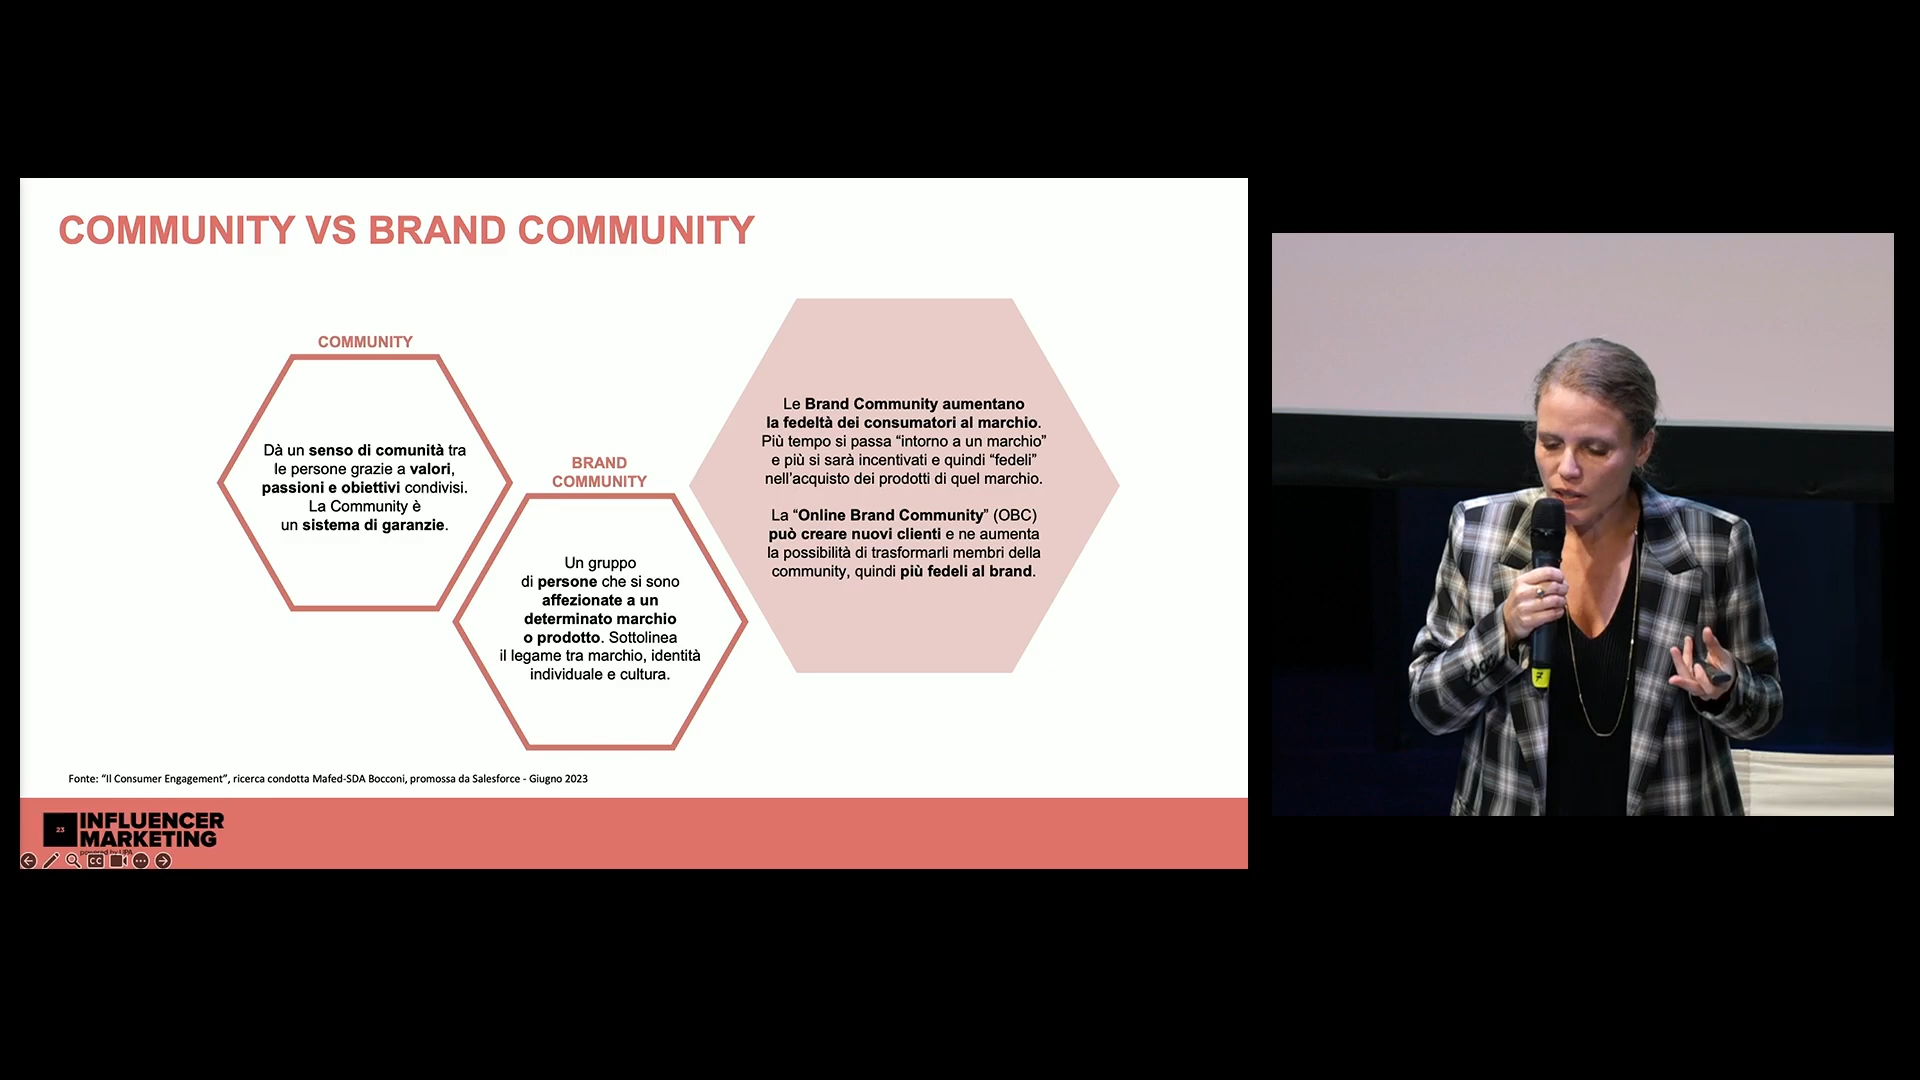 COMMUNITY VS BRAND COMMUNITY
COMMUNITY
Dà un senso di comunità tra
le persone grazie a valori,
passioni e obiettivi condivisi.
La Community è
un sistema di garanzie.
BRAND
COMMUNITY
Un gruppo
di persone che si sono
affezionate a un
determinato marchio
o prodotto. Sottolinea
il legame tra marchio, identità
individuale e cultura.
Le Brand Community aumentano
la fedeltà dei consumatori al marchio.
Più tempo si passa “intorno a un marchio”
e più si sarà incentivati e quindi “fedeli”
nell’acquisto dei prodotti di quel marchio.
La “Online Brand Community” (OBC)
può creare nuovi clienti e ne aumenta
la possibilità di trasformarli membri della
community, quindi più fedeli al brand.
Fonte: “Il Consumer Engagement”, ricerca condotta Mafed-SDA Bocconi, promossa da Salesforce - Giugno 2023
23
INFLUENCER
MARKETING
powered by UPA
CC
7